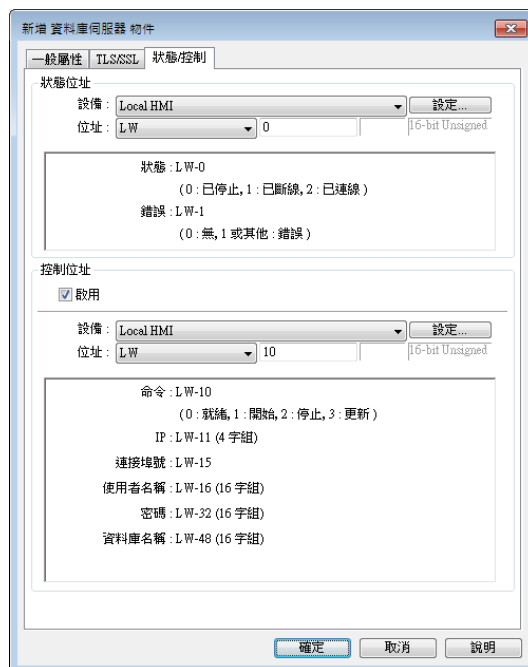 新增 資料庫伺服器 物件
一般屬性 TLS/SSL 狀態/控制
狀態位址
設備 : Local HMI 設定...
位址 : LW 0 16-bit Unsigned
狀態 : LW-0
( 0 : 已停止, 1 : 已斷線, 2 : 已連線 )
錯誤 : LW-1
( 0 : 無, 1 或其他 : 錯誤 )
控制位址
啟用
設備 : Local HMI 設定...
位址 : LW 10 16-bit Unsigned
命令 : LW-10
( 0 : 就緒, 1 : 開始, 2 : 停止, 3 : 更新 )
IP : LW-11 (4 字組)
連接埠號 : LW-15
使用者名稱 : LW-16 (16 字組)
密碼 : LW-32 (16 字組)
資料庫名稱 : LW-48 (16 字組)
確定 取消 說明